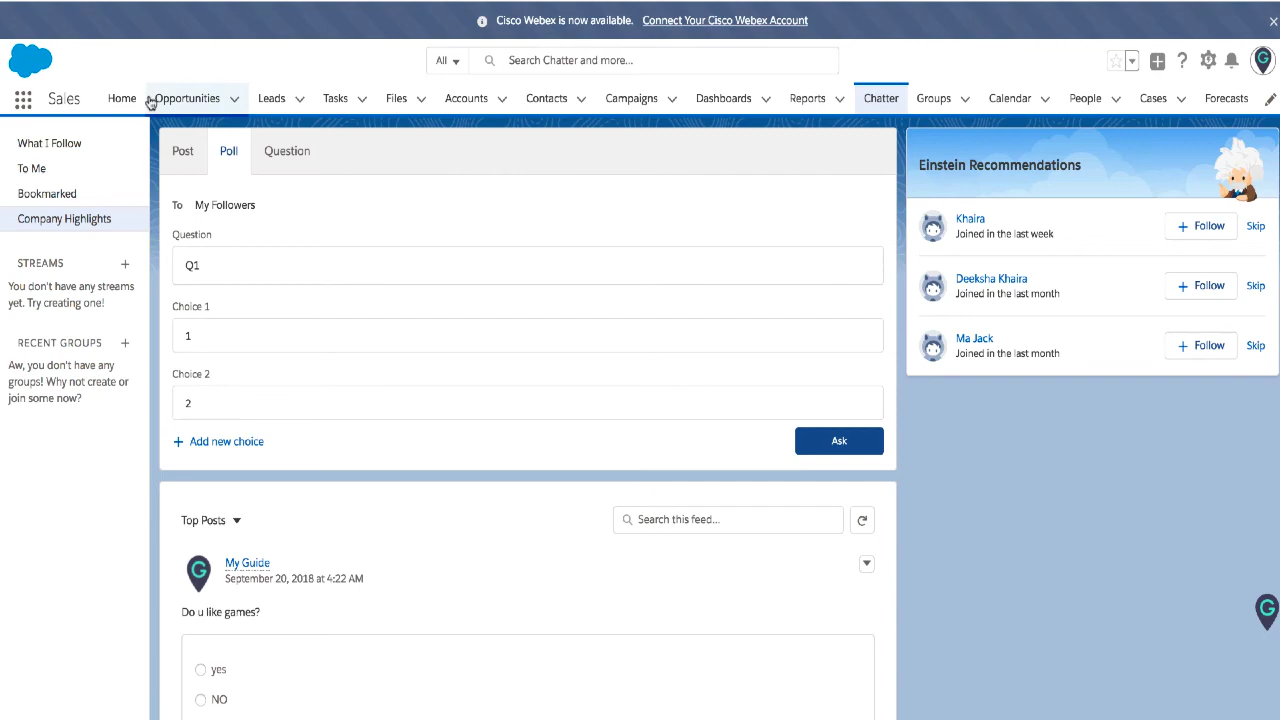 Cisco Webex is now available. Connect Your Cisco Webex Account
All Search Chatter and more...
Sales Home Opportunities Leads Tasks Files Accounts Contacts Campaigns Dashboards Reports Chatter Groups Calendar People Cases Forecasts
What I Follow
To Me
Bookmarked
Company Highlights
STREAMS
You don't have any streams
yet. Try creating one!
RECENT GROUPS
Aw, you don't have any
groups! Why not create or
join some now?
Post Poll Question
To My Followers
Question
Q1
Choice 1
1
Choice 2
2
Add new choice
Ask
Top Posts
Search this feed...
My Guide
September 20, 2018 at 4:22 AM
Do u like games?
yes
NO
Einstein Recommendations
Khaira
Joined in the last week
Follow Skip
Deeksha Khaira
Joined in the last month
Follow Skip
Ma Jack
Joined in the last month
Follow Skip